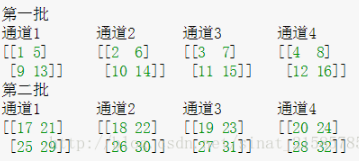 第一批
通道1 通道2 通道3 通道4
[[1 5] [[2 6] [[3 7] [[4 8]
[9 13]] [10 14]] [11 15]] [12 16]]
第二批
通道1 通道2 通道3 通道4
[[17 21] [[18 22] [[19 23] [[20 24]
[25 29]] [26 30]] [27 31]] [28 32]]